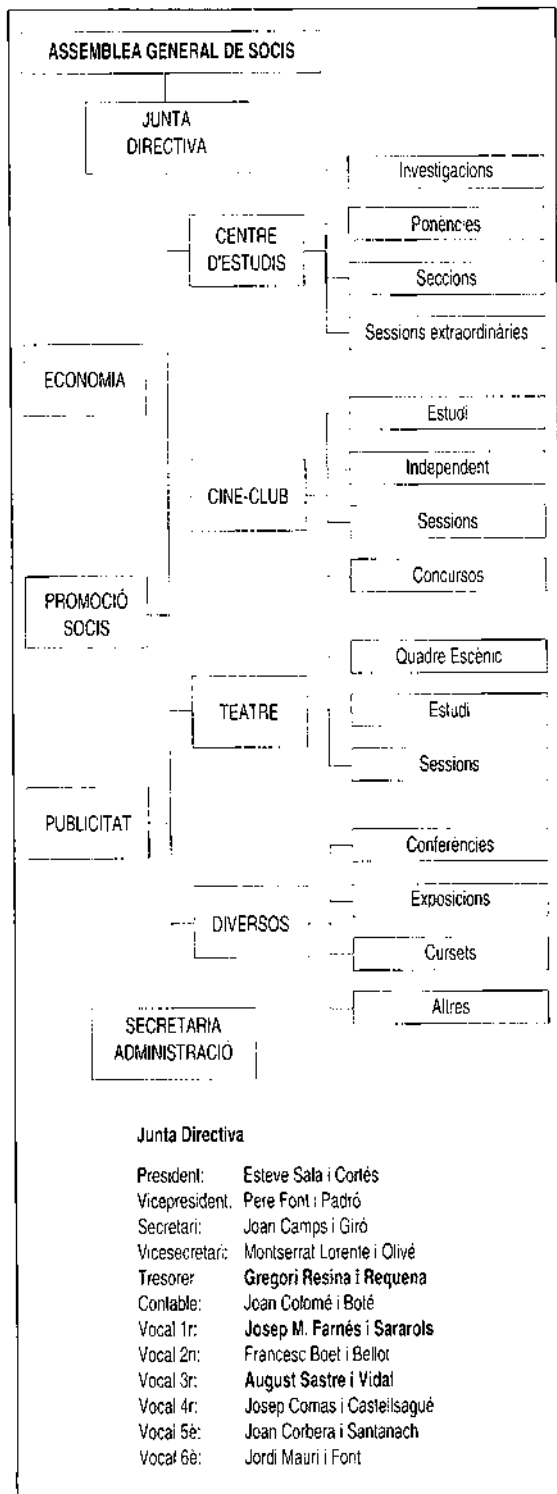 ASSEMBLEA GENERAL DE SOCIS
JUNTA
DIRECTIVA
Investigacions
CENTRE
D'ESTUDIS
Ponències
Seccions
Sessions extraordinàries
ECONOMIA
CINE-CLUB
Estudi
Independent
Sessions
Concursos
PROMOCIÓ
SOCIS
TEATRE
Quadre Escènic
Estudi
Sessions
PUBLICITAT
DIVERSOS
Conferències
Exposicions
Cursets
Altres
SECRETARIA
ADMINISTRACIÓ
Junta Directiva
President: Esteve Sala i Cortés
Vicepresident. Pere Font i Padró
Secretari: Joan Camps i Giró
Vicesecretari: Montserrat Lorente i Olivé
Tresorer Gregori Resina i Requena
Contable: Joan Colomé i Boté
Vocal 1r: Josep M. Farnés i Sararols
Vocal 2n: Francesc Boet i Bellot
Vocal 3r: August Sastre i Vidal
Vocal 4r: Josep Comas i Castellsagué
Vocal 5è: Joan Corbera i Santanach
Vocal 6è: Jordi Mauri i Font